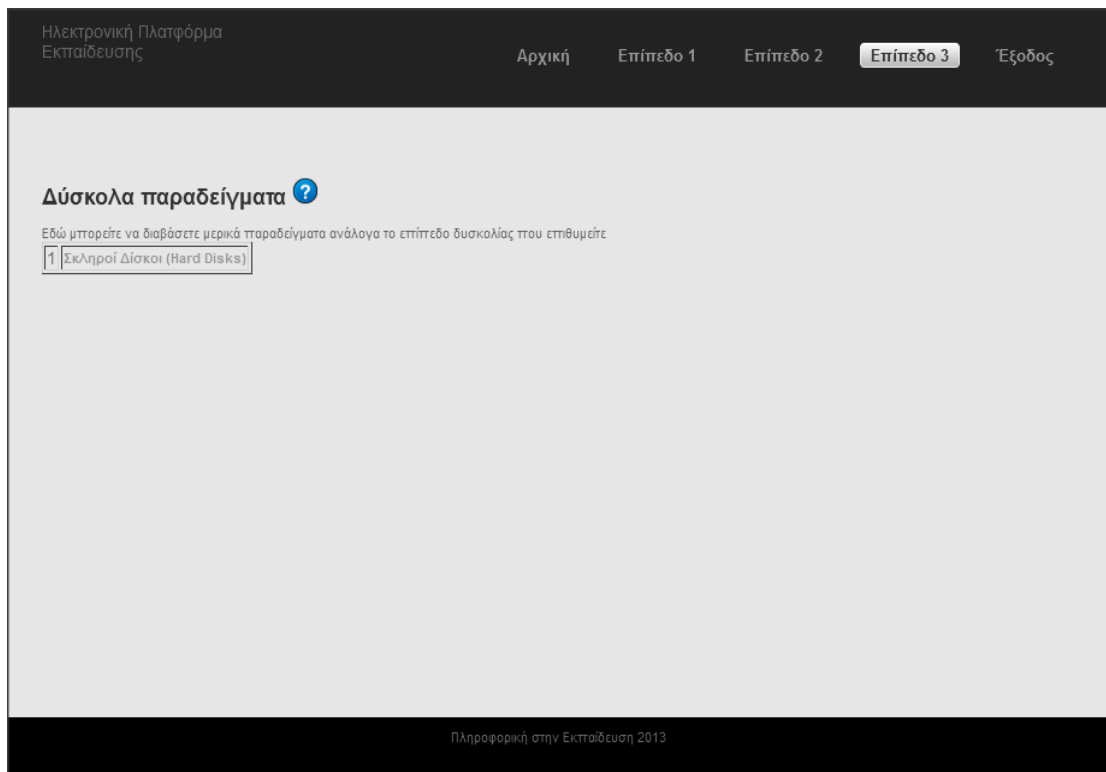 Ηλεκτρονική Πλατφόρμα
Εκπαίδευσης
Αρχική Επίπεδο 1 Επίπεδο 2 Επίπεδο 3 Έξοδος
Δύσκολα παραδείγματα ?
Εδώ μπορείτε να διαβάσετε μερικά παραδείγματα ανάλογα το επίπεδο δυσκολίας που επιθυμείτε
1 Σκληροί Δίσκοι (Hard Disks)
Πληροφορική στην Εκπαίδευση 2013